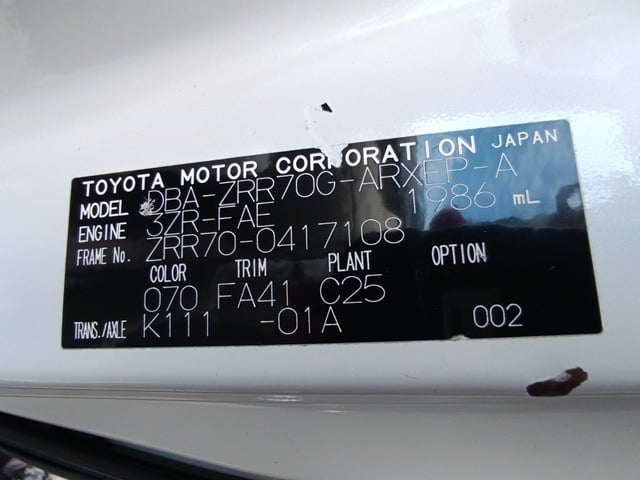 TOYOTA MOTOR CORPORATION JAPAN
MODEL DBA-ZRR70G-ARXEP-A
ENGINE 3ZR-FAE 1986 mL
FRAME No. ZRR70-0417108
COLOR TRIM PLANT OPTION
070 FA41 C25
TRANS./AXLE K111 -01A 002